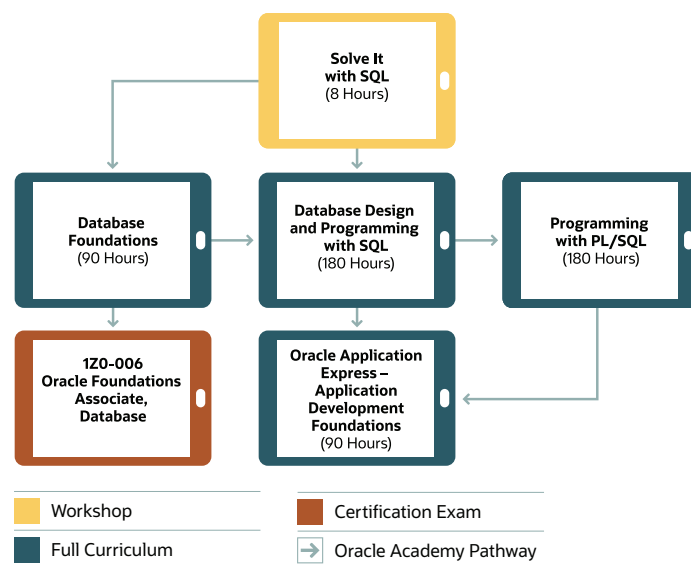 Solve It
with SQL
(8 Hours)
Database
Foundations
(90 Hours)
Database Design
and Programming
with SQL
(180 Hours)
Programming
with PL/SQL
(180 Hours)
1Z0-006
Oracle Foundations
Associate,
Database
Oracle Application
Express –
Application
Development
Foundations
(90 Hours)
Workshop
Certification Exam
Full Curriculum
Oracle Academy Pathway